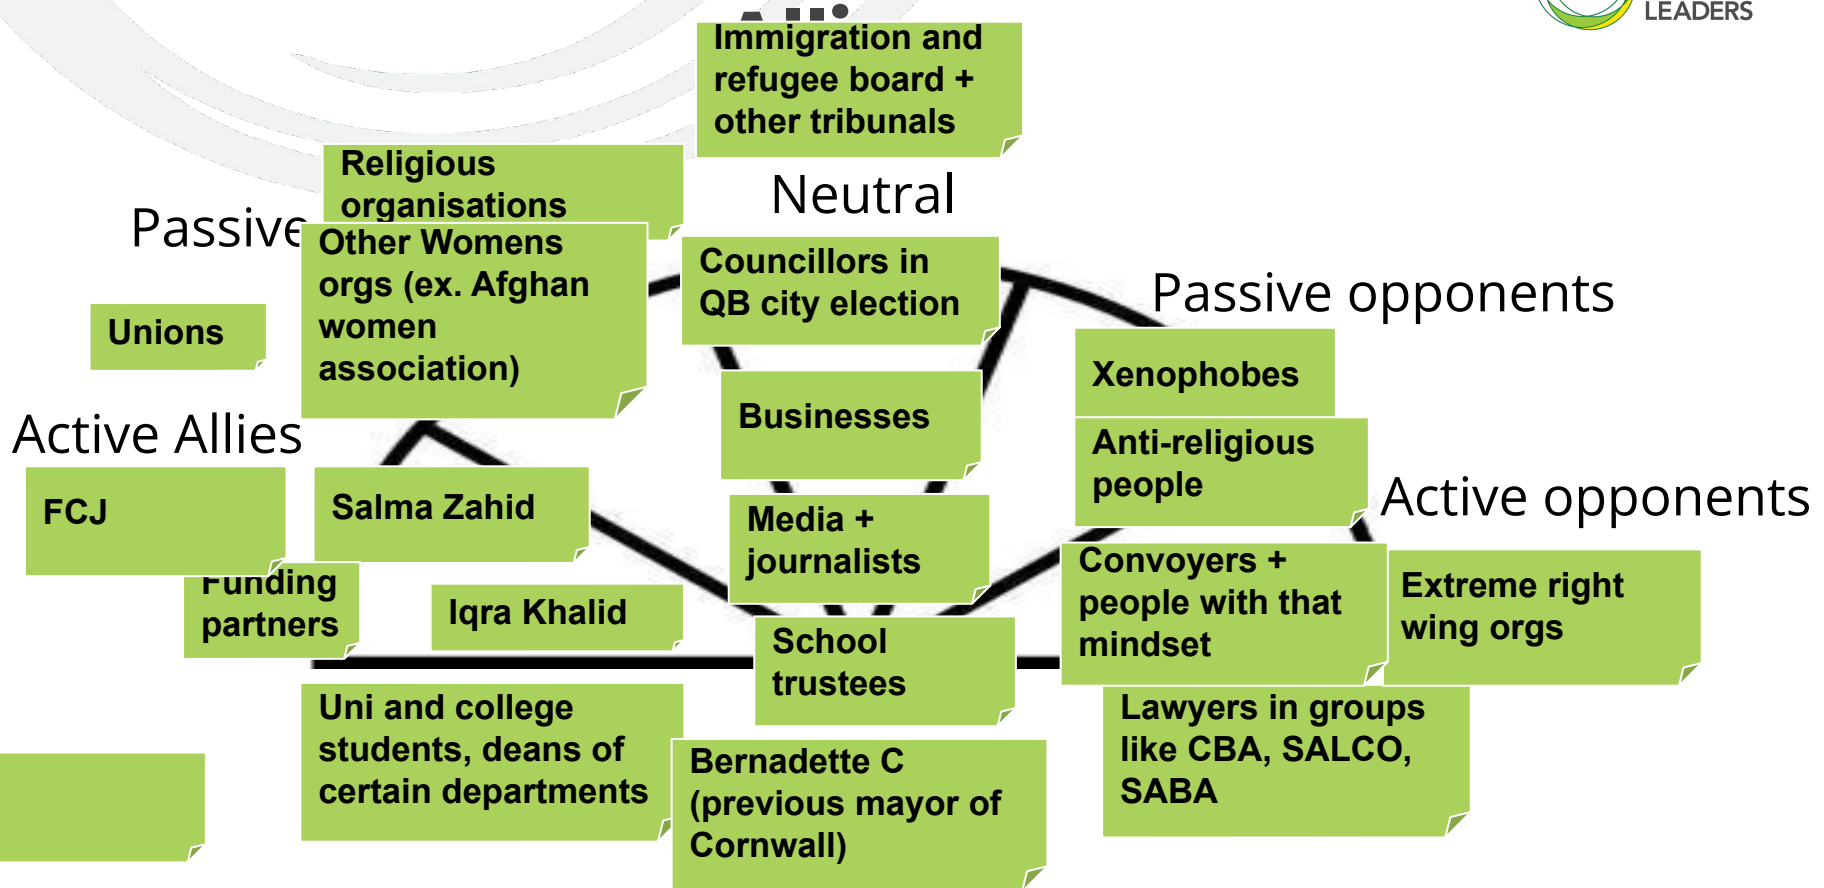 LEADERS
Immigration and
refugee board +
other tribunals
Religious
organisations
Neutral
Passive
Other Womens
orgs (ex. Afghan
women
association)
Councillors in
QB city election
Passive opponents
Unions
Xenophobes
Businesses
Active Allies
Anti-religious
people
Active opponents
FCJ
Salma Zahid
Media +
journalists
Convoyers +
people with that
mindset
Extreme right
wing orgs
Funding
partners
Iqra Khalid
School
trustees
Uni and college
students, deans of
certain departments
Lawyers in groups
like CBA, SALCO,
SABA
Bernadette C
(previous mayor of
Cornwall)